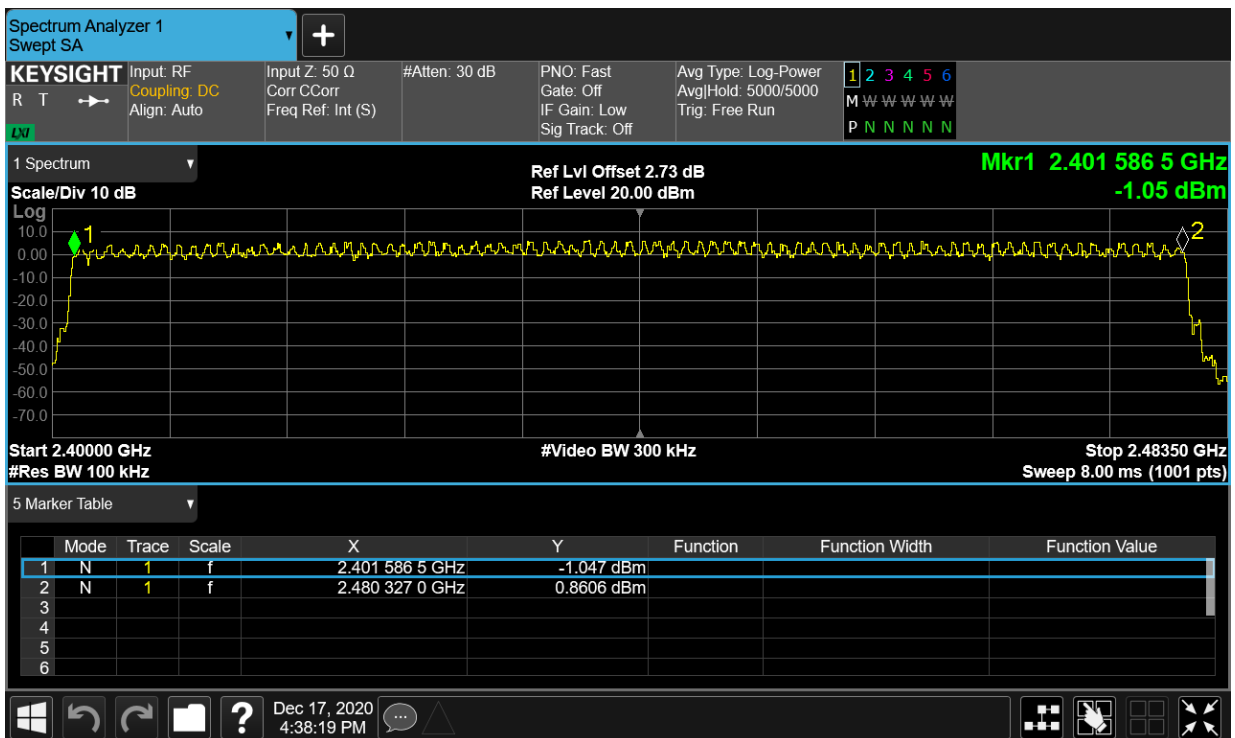 Spectrum Analyzer 1
Swept SA
+
KEYSIGHT
R T
LXI
Input: RF
Coupling: DC
Align: Auto
Input Z: 50 Ω
Corr CCorr
Freq Ref: Int (S)
#Atten: 30 dB
PNO: Fast
Gate: Off
IF Gain: Low
Sig Track: Off
Avg Type: Log-Power
Avg|Hold: 5000/5000
Trig: Free Run
1 2 3 4 5 6
M W W W W W
P N N N N N
1 Spectrum
Scale/Div 10 dB
Ref Lvl Offset 2.73 dB
Ref Level 20.00 dBm
Mkr1 2.401 586 5 GHz
-1.05 dBm
Log
10.0
0.00
-10.0
-20.0
-30.0
-40.0
-50.0
-60.0
-70.0
1
2
Start 2.40000 GHz
#Res BW 100 kHz
#Video BW 300 kHz
Stop 2.48350 GHz
Sweep 8.00 ms (1001 pts)
5 Marker Table
Mode Trace Scale X Y Function Function Width Function Value
1 N 1 f 2.401 586 5 GHz -1.047 dBm
2 N 1 f 2.480 327 0 GHz 0.8606 dBm
3
4
5
6
?
Dec 17, 2020
4:38:19 PM